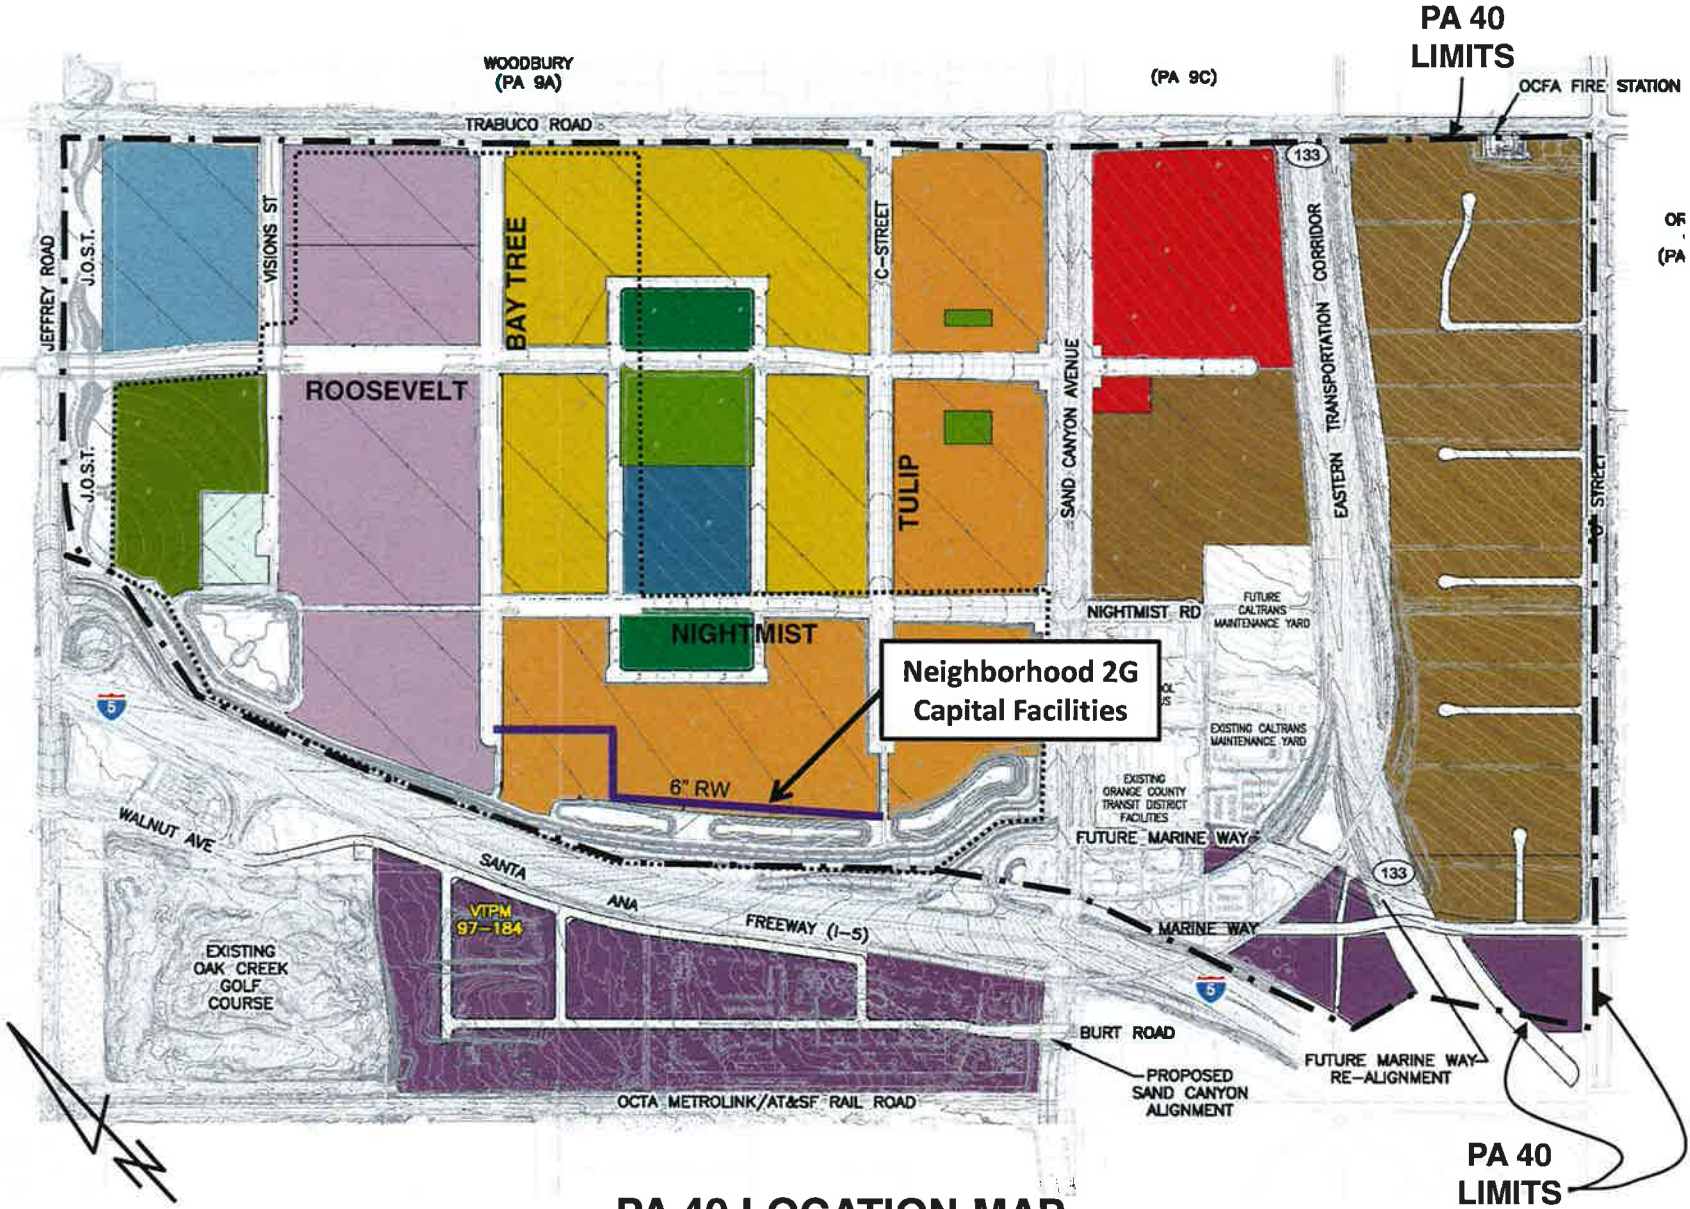 PA 40
LIMITS
WOODBURY
(PA 9A)
(PA 9C)
OCFA FIRE STATION
TRABUCO ROAD
133
JEFFREY ROAD
J.O.S.T.
VISIONS ST
BAY TREE
C-STREET
EASTERN TRANSPORTATION CORRIDOR
(PA
ROOSEVELT
SAND CANYON AVENUE
J.O.S.T.
TULIP
STREET
NIGHTMIST RD
FUTURE
CALTRANS
MAINTENANCE YARD
NIGHTMIST
Neighborhood 2G
Capital Facilities
5
EXISTING CALTRANS
MAINTENANCE YARD
6" RW
EXISTING
ORANGE COUNTY
TRANSIT DISTRICT
FACILITIES
WALNUT AVE
FUTURE MARINE WAY
SANTA ANA FREEWAY (I-5)
133
VTPM
97-184
MARINE WAY
EXISTING
OAK CREEK
GOLF
COURSE
5
BURT ROAD
FUTURE MARINE WAY
RE-ALIGNMENT
PROPOSED
SAND CANYON
ALIGNMENT
OCTA METROLINK/AT&SF RAIL ROAD
PA 40
LIMITS
PA 40 LOCATION MAP